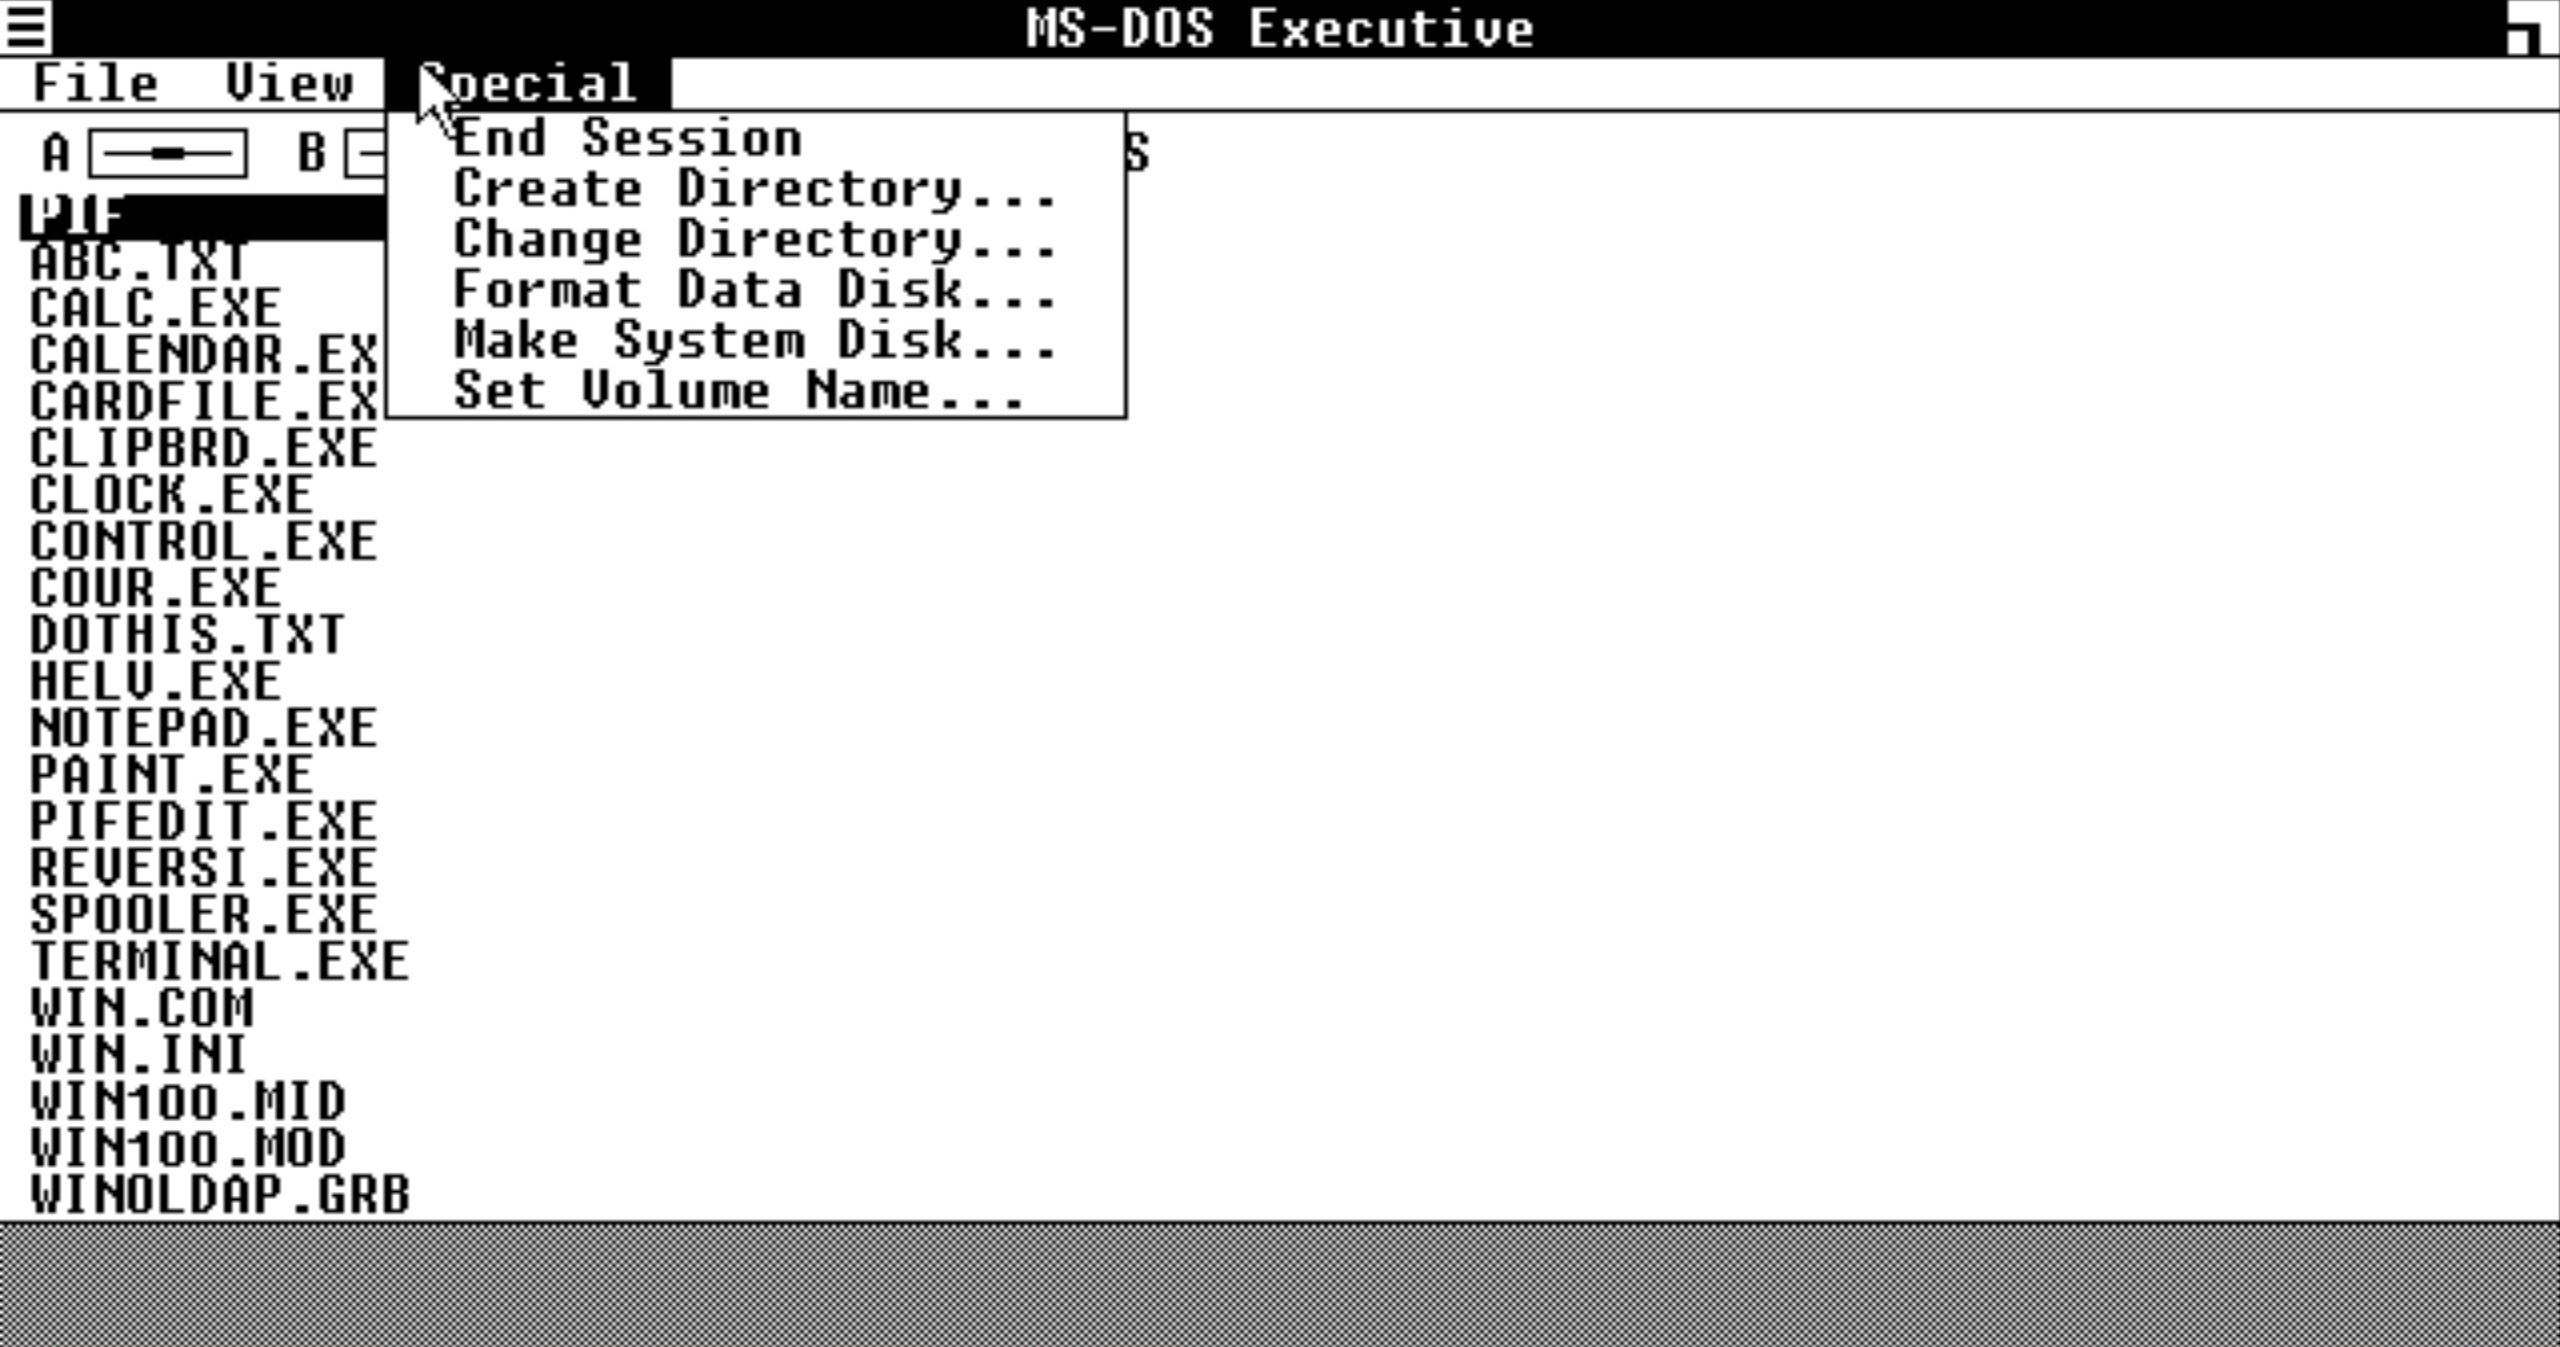 MS-DOS Executive
File View Special
A B S
End Session
Create Directory...
Change Directory...
Format Data Disk...
Make System Disk...
Set Volume Name...
PIF
ABC.TXT
CALC.EXE
CALENDAR.EX
CARDFILE.EX
CLIPBRD.EXE
CLOCK.EXE
CONTROL.EXE
COUR.EXE
DOTHIS.TXT
HELV.EXE
NOTEPAD.EXE
PAINT.EXE
PIFEDIT.EXE
REVERSI.EXE
SPOOLER.EXE
TERMINAL.EXE
WIN.COM
WIN.INI
WIN100.MID
WIN100.MOD
WINOLDAP.GRB